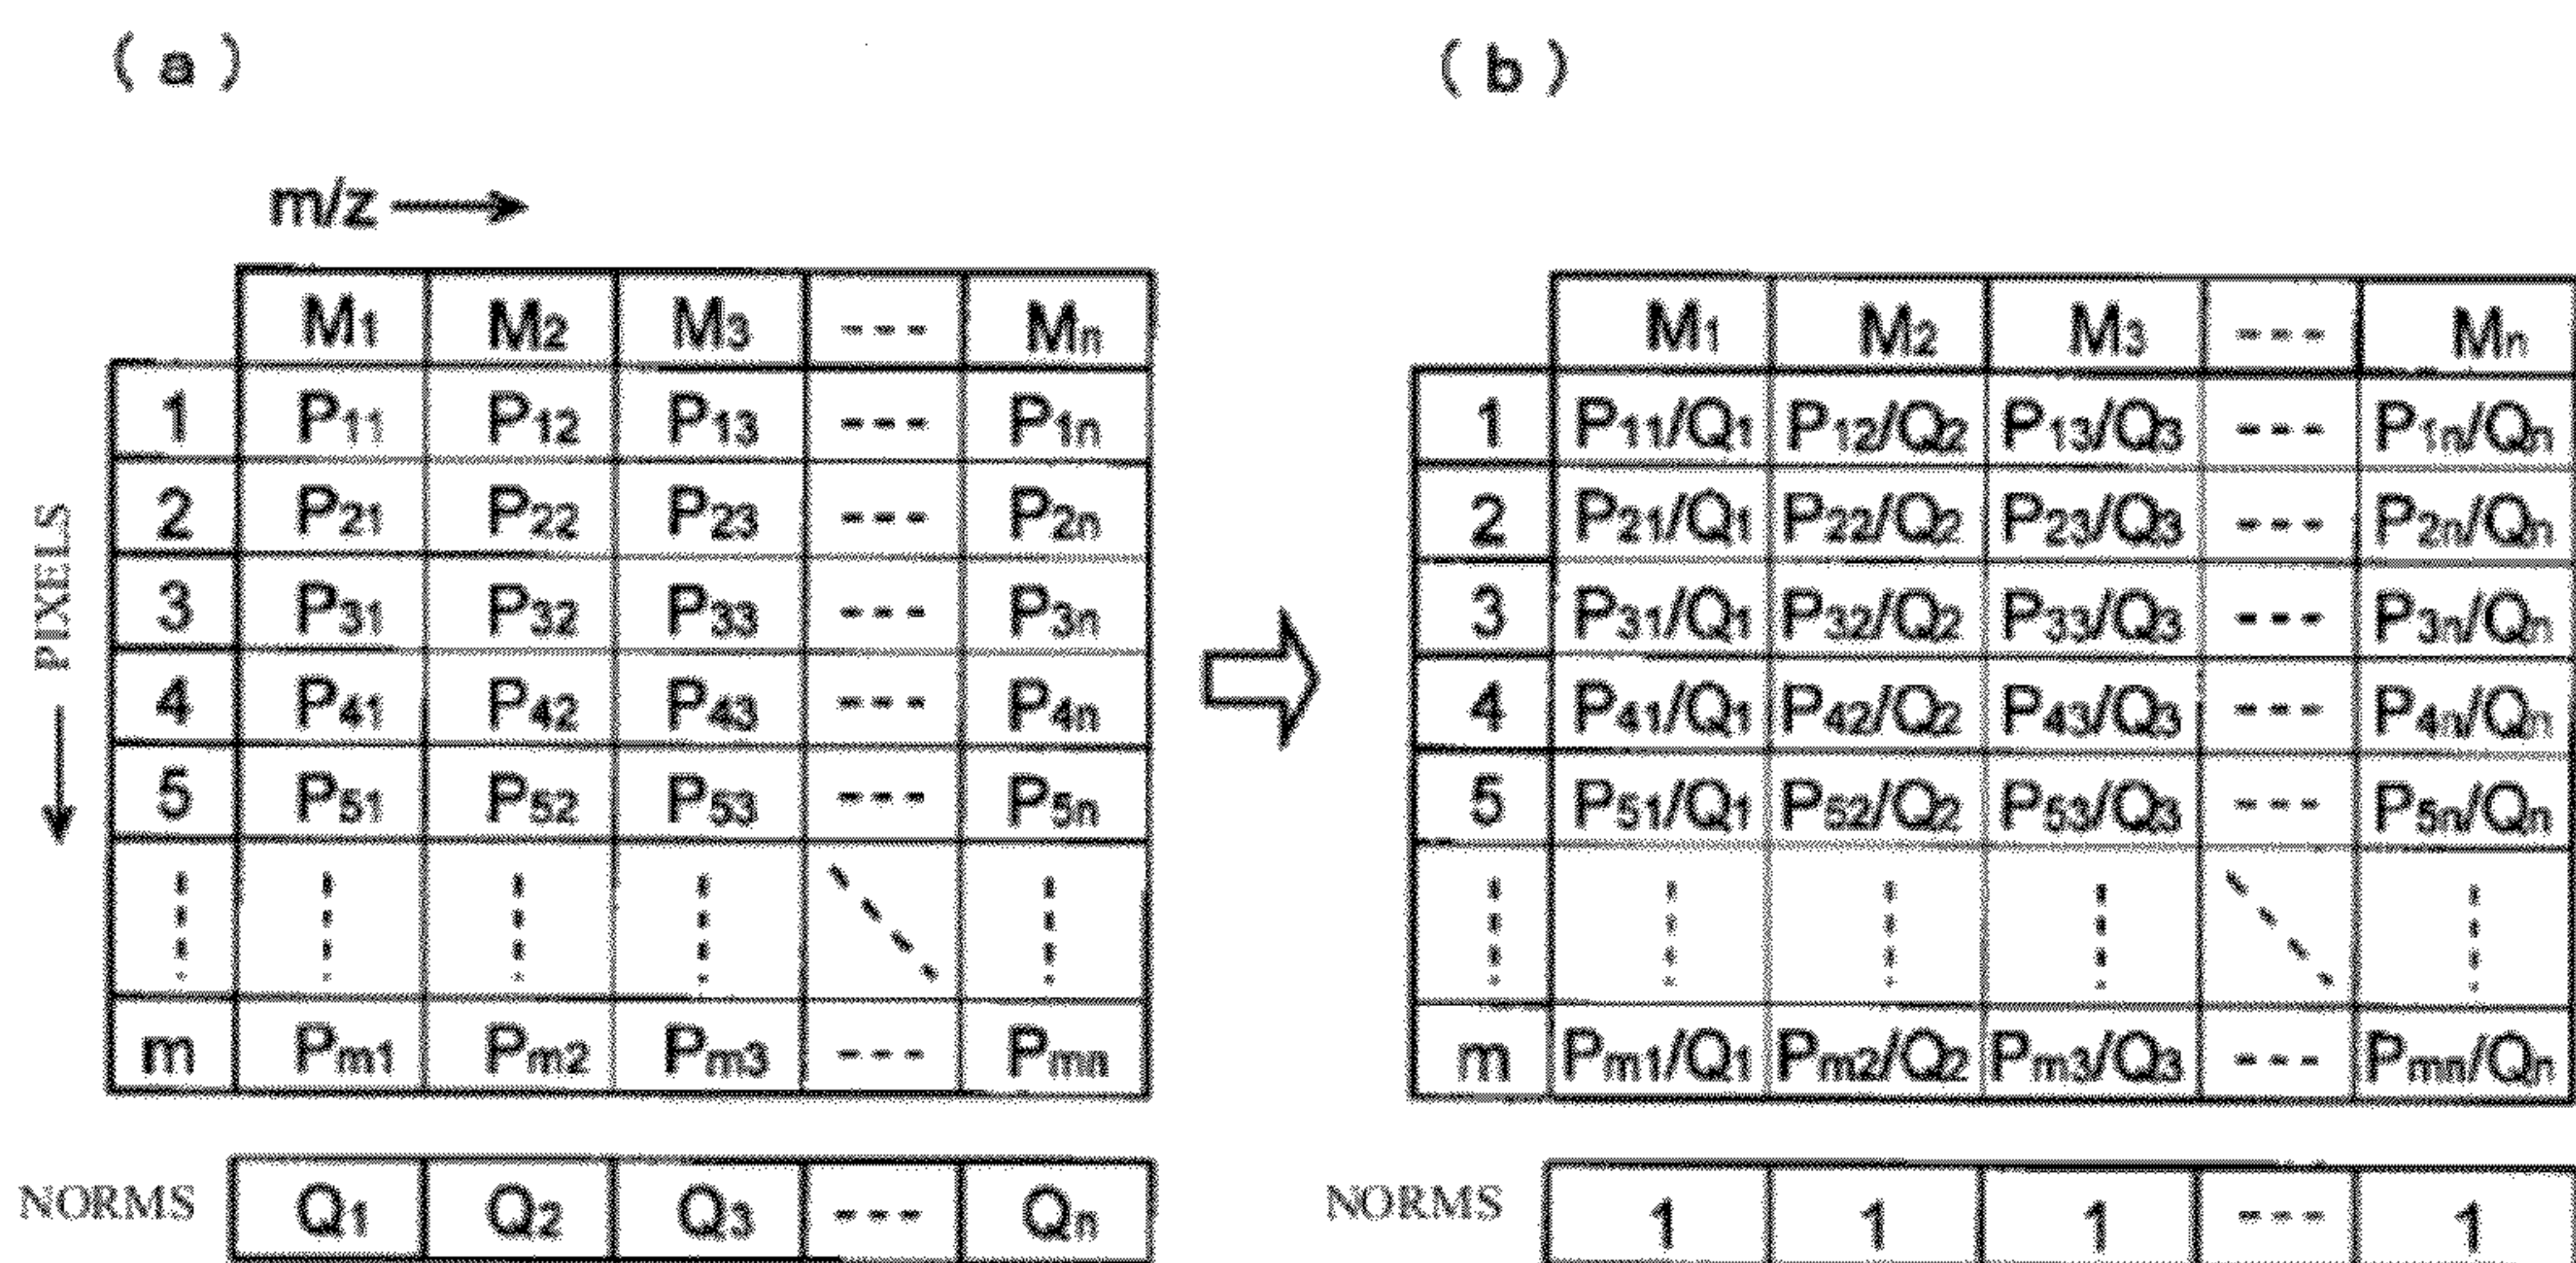 (a)
m/z
M1 M2 M3 --- Mn
1 P11 P12 P13 --- P1n
2 P21 P22 P23 --- P2n
3 P31 P32 P33 --- P3n
4 P41 P42 P43 --- P4n
5 P51 P52 P53 --- P5n
m Pm1 Pm2 Pm3 --- Pmn
PIXELS
NORMS Q1 Q2 Q3 --- Qn
(b)
M1 M2 M3 --- Mn
1 P11/Q1 P12/Q2 P13/Q3 --- P1n/Qn
2 P21/Q1 P22/Q2 P23/Q3 --- P2n/Qn
3 P31/Q1 P32/Q2 P33/Q3 --- P3n/Qn
4 P41/Q1 P42/Q2 P43/Q3 --- P4n/Qn
5 P51/Q1 P52/Q2 P53/Q3 --- P5n/Qn
m Pm1/Q1 Pm2/Q2 Pm3/Q3 --- Pmn/Qn
NORMS 1 1 1 --- 1